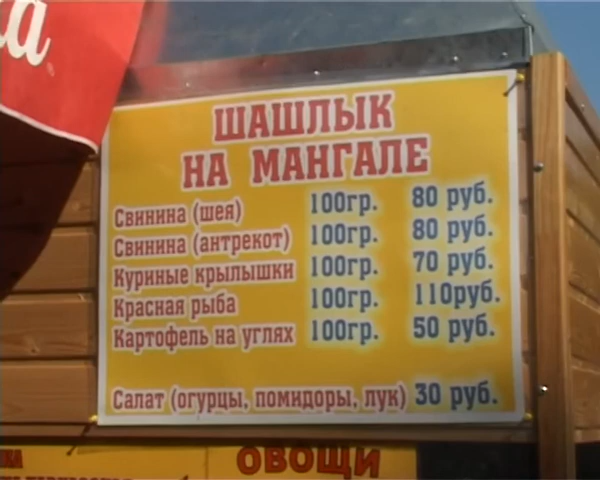 ШАШЛЫК
НА МАНГАЛЕ
Свинина (шея) 100гр. 80 руб.
Свинина (антрекот) 100гр. 80 руб.
Куриные крылышки 100гр. 70 руб.
Красная рыба 100гр. 110руб.
Картофель на углях 100гр. 50 руб.
Салат (огурцы, помидоры, лук) 30 руб.
ОВОЩИ